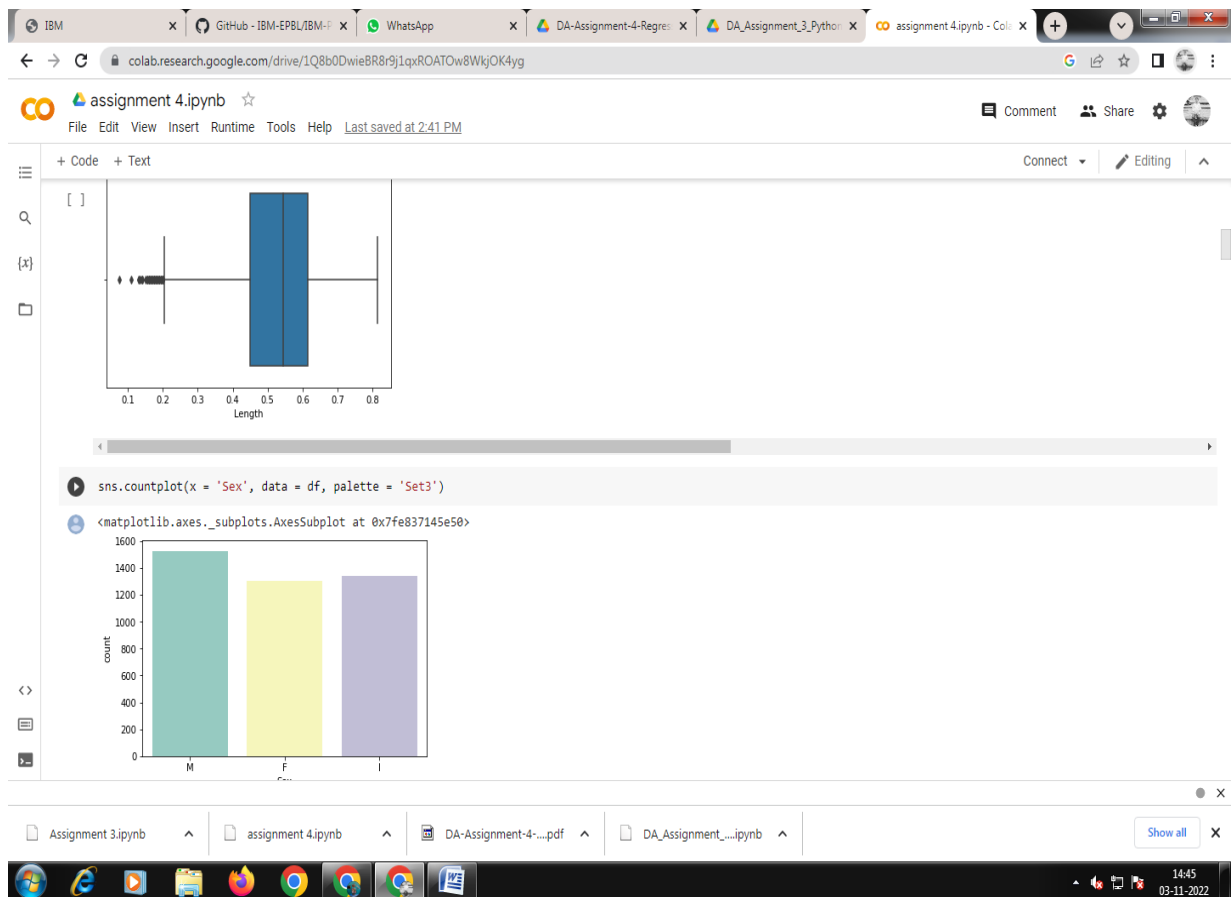 IBM
GitHub - IBM-EPBL/IBM-P
WhatsApp
DA-Assignment-4-Regres
DA_Assignment_3_Python
assignment 4.ipynb - Cola
colab.research.google.com/drive/1Q8b0DwieBR8r9j1qxROATOw8WkjOK4yg
assignment 4.ipynb
Comment
Share
File Edit View Insert Runtime Tools Help Last saved at 2:41 PM
+ Code + Text
Connect
Editing
[ ]
{x}
0.1 0.2 0.3 0.4 0.5 0.6 0.7 0.8
Length
sns.countplot(x = 'Sex', data = df, palette = 'Set3')
<matplotlib.axes._subplots.AxesSubplot at 0x7fe837145e50>
1600
1400
1200
1000
800
600
400
200
0
count
M F I
Assignment 3.ipynb
assignment 4.ipynb
DA-Assignment-4-....pdf
DA_Assignment_....ipynb
Show all
14:45
03-11-2022